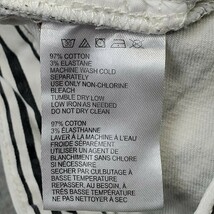 97% COTTON
3% ELASTANE
MACHINE WASH COLD
SEPARATELY
USE ONLY NON-CHLORINE
BLEACH
TUMBLE DRY LOW
LOW IRON AS NEEDED
DO NOT DRY CLEAN
97% COTON
3% ÉLASTHANNE
LAVER À LA MACHINE À L'EAU
FROIDE SÉPARÉMENT
UTILISER AGENT DE
BLANCHIMENT SANS CHLORE
SI NÉCESSAIRE
SÉCHER PAR CULBUTAGE À
BASSE TEMPÉRATURE
REPASSER, AU BESOIN, À
TRÈS BASSE TEMPÉRATURE
NE PAS NETTOYER À SEC